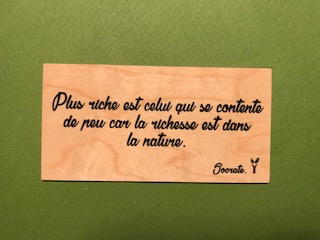 Plus riche est celui qui se contente
de peu car la richesse est dans
la nature.
Socrate.